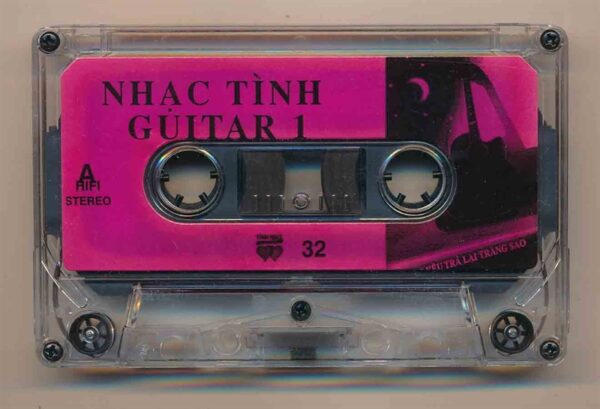 NHẠC TÌNH
GUITAR 1
A
HIFI
STEREO
32
TRẢ LẠI TRĂNG SAO